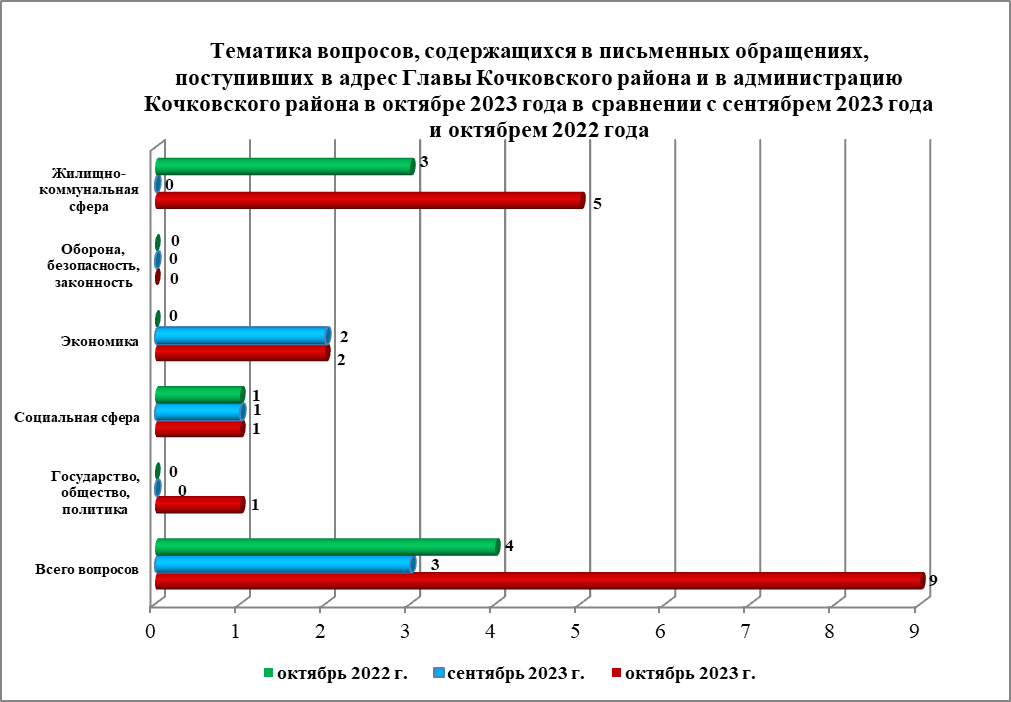 Тематика вопросов, содержащихся в письменных обращениях,
поступивших в адрес Главы Кочковского района и в администрацию
Кочковского района в октябре 2023 года в сравнении с сентябрем 2023 года
и октябрем 2022 года
Жилищно-
коммунальная
сфера
3
0
5
Оборона,
безопасность,
законность
0
0
0
Экономика
0
2
2
Социальная сфера
1
1
1
Государство,
общество,
политика
0
0
1
Всего вопросов
4
3
9
0 1 2 3 4 5 6 7 8 9
октябрь 2022 г. сентябрь 2023 г. октябрь 2023 г.